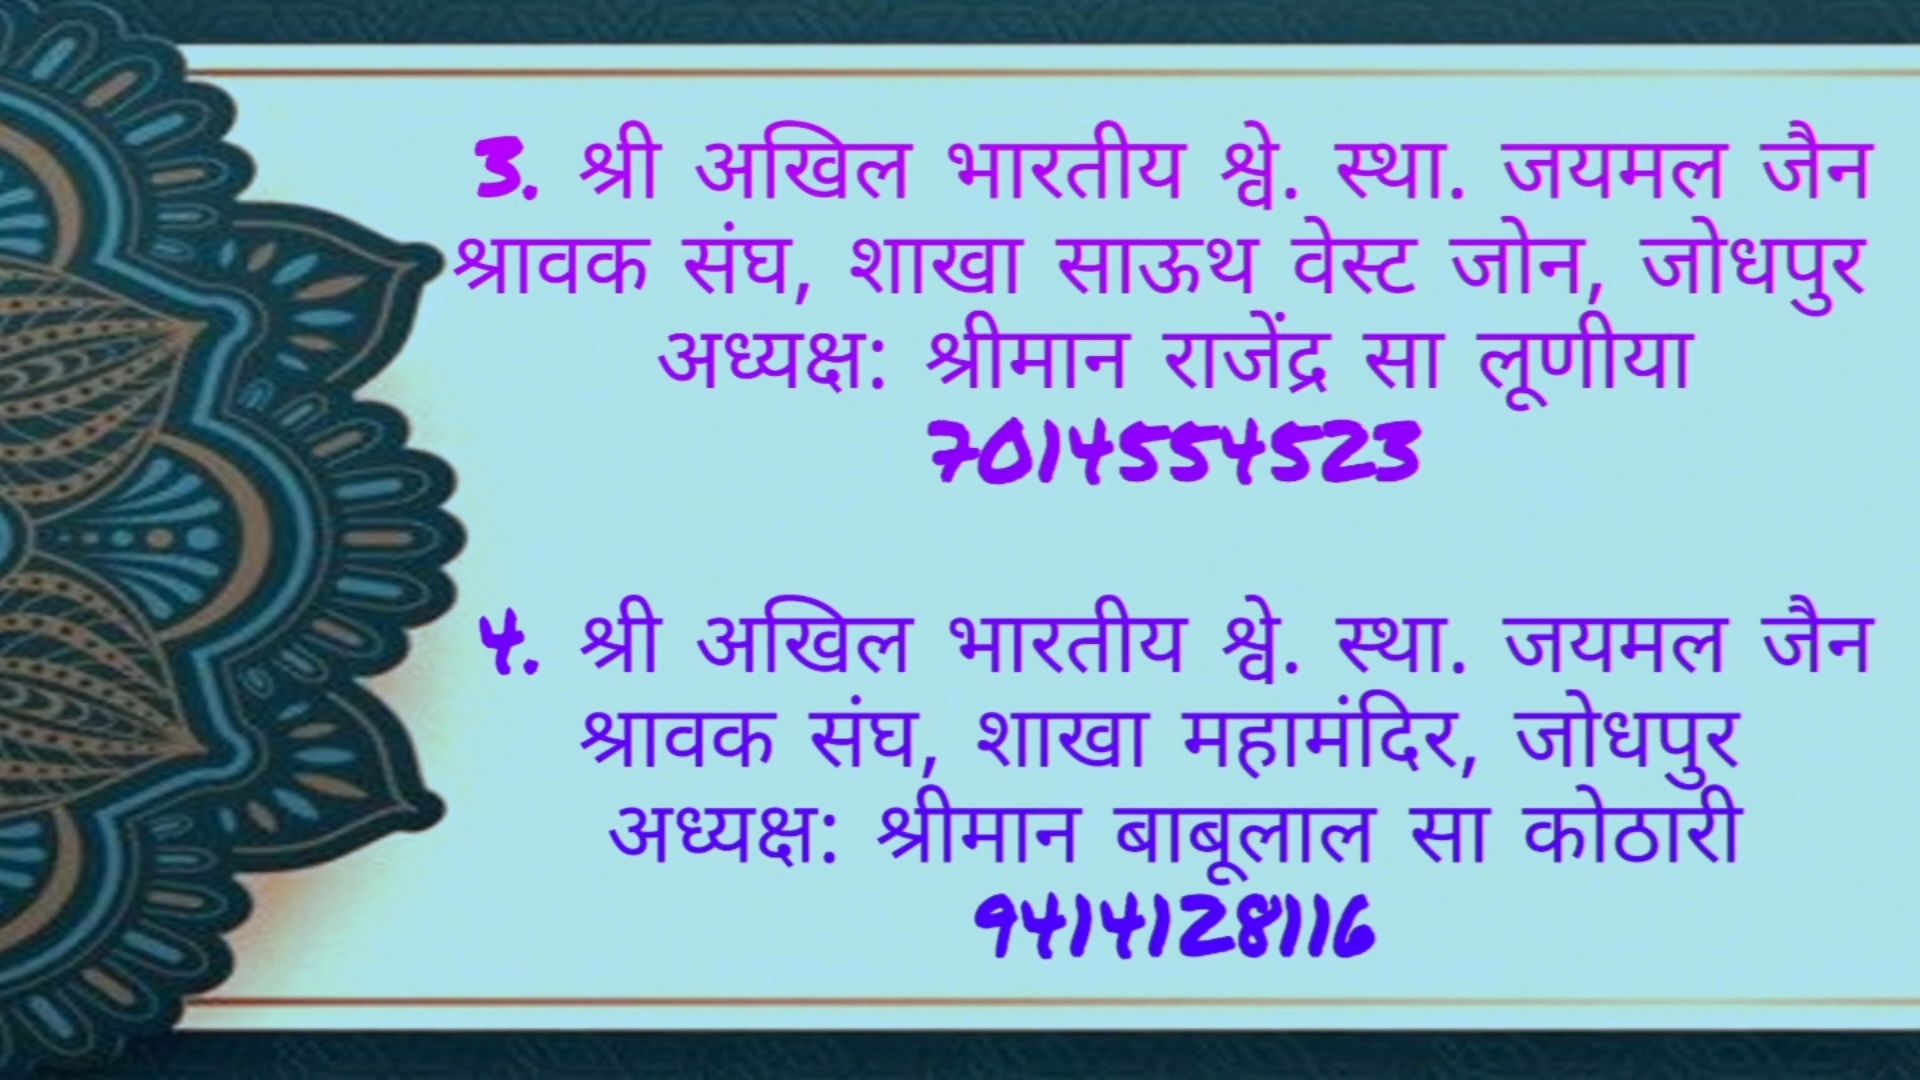 3. श्री अखिल भारतीय श्वे. स्था. जयमल जैन
श्रावक संघ, शाखा साऊथ वेस्ट जोन, जोधपुर
अध्यक्ष: श्रीमान राजेंद्र सा लूणीया
7014554523
4. श्री अखिल भारतीय श्वे. स्था. जयमल जैन
श्रावक संघ, शाखा महामंदिर, जोधपुर
अध्यक्ष: श्रीमान बाबूलाल सा कोठारी
9414128116